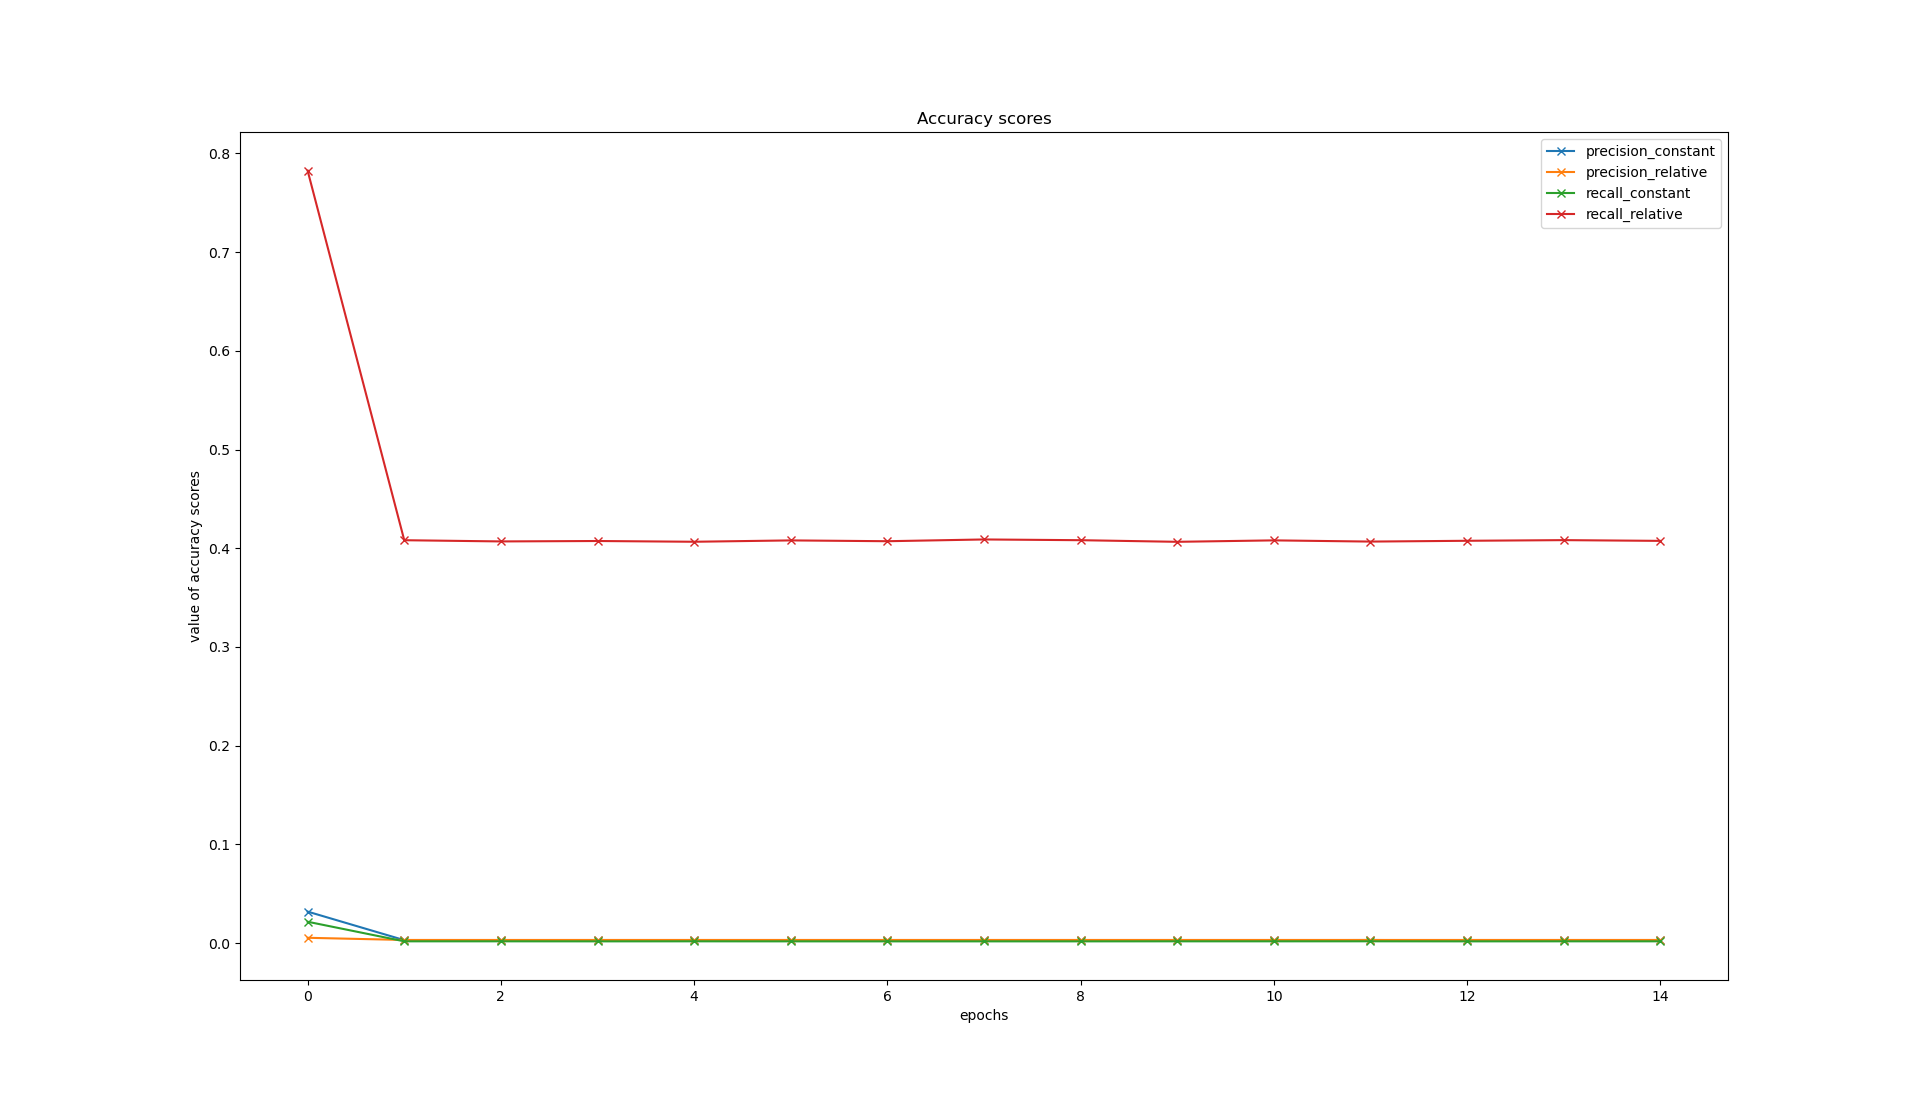 Accuracy scores
precision_constant
precision_relative
recall_constant
recall_relative
value of accuracy scores
0.8
0.7
0.6
0.5
0.4
0.3
0.2
0.1
0.0
0 2 4 6 8 10 12 14
epochs